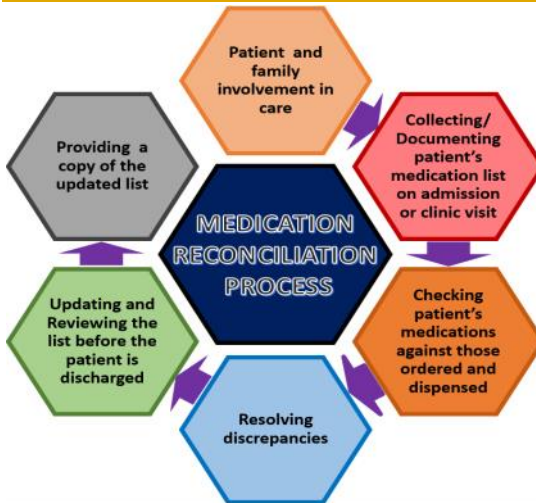 Patient and
family
involvement in
care
Collecting/
Documenting
patient's
medication list
on admission
or clinic visit
Checking
patient's
medications
against those
ordered and
dispensed
Resolving
discrepancies
Updating and
Reviewing the
list before the
patient is
discharged
Providing a
copy of the
updated list
MEDICATION
RECONCILIATION
PROCESS